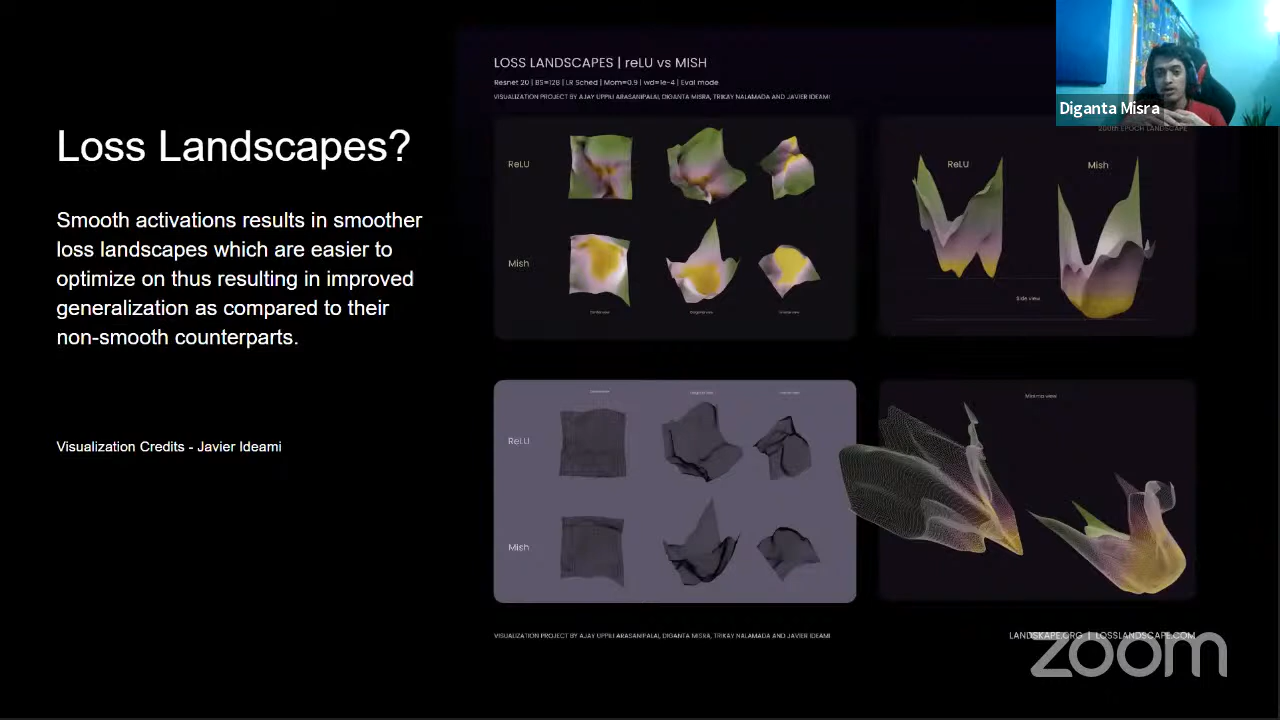 Loss Landscapes?
Smooth activations results in smoother
loss landscapes which are easier to
optimize on thus resulting in improved
generalization as compared to their
non-smooth counterparts.
Visualization Credits - Javier Ideami
LOSS LANDSCAPES | reLU vs MISH
Resnet 20 | BS=128 | LR Sched | Mom=0.9 | wd=1e-4 | Eval mode
VISUALIZATION PROJECT BY AJAY UPPILI ARASANIPALAI, DIGANTA MISRA, TRIKAY NALAMADA AND JAVIER IDEAMI
ReLU
Mish
Diganta Misra
200th EPOCH LANDSCAPE
ReLU
Mish
Side view
ReLU
Mish
Minima view
VISUALIZATION PROJECT BY AJAY UPPILI ARASANIPALAI, DIGANTA MISRA, TRIKAY NALAMADA AND JAVIER IDEAMI
LANDSKAPE.ORG | LOSSLANDSCAPE.COM
zoom